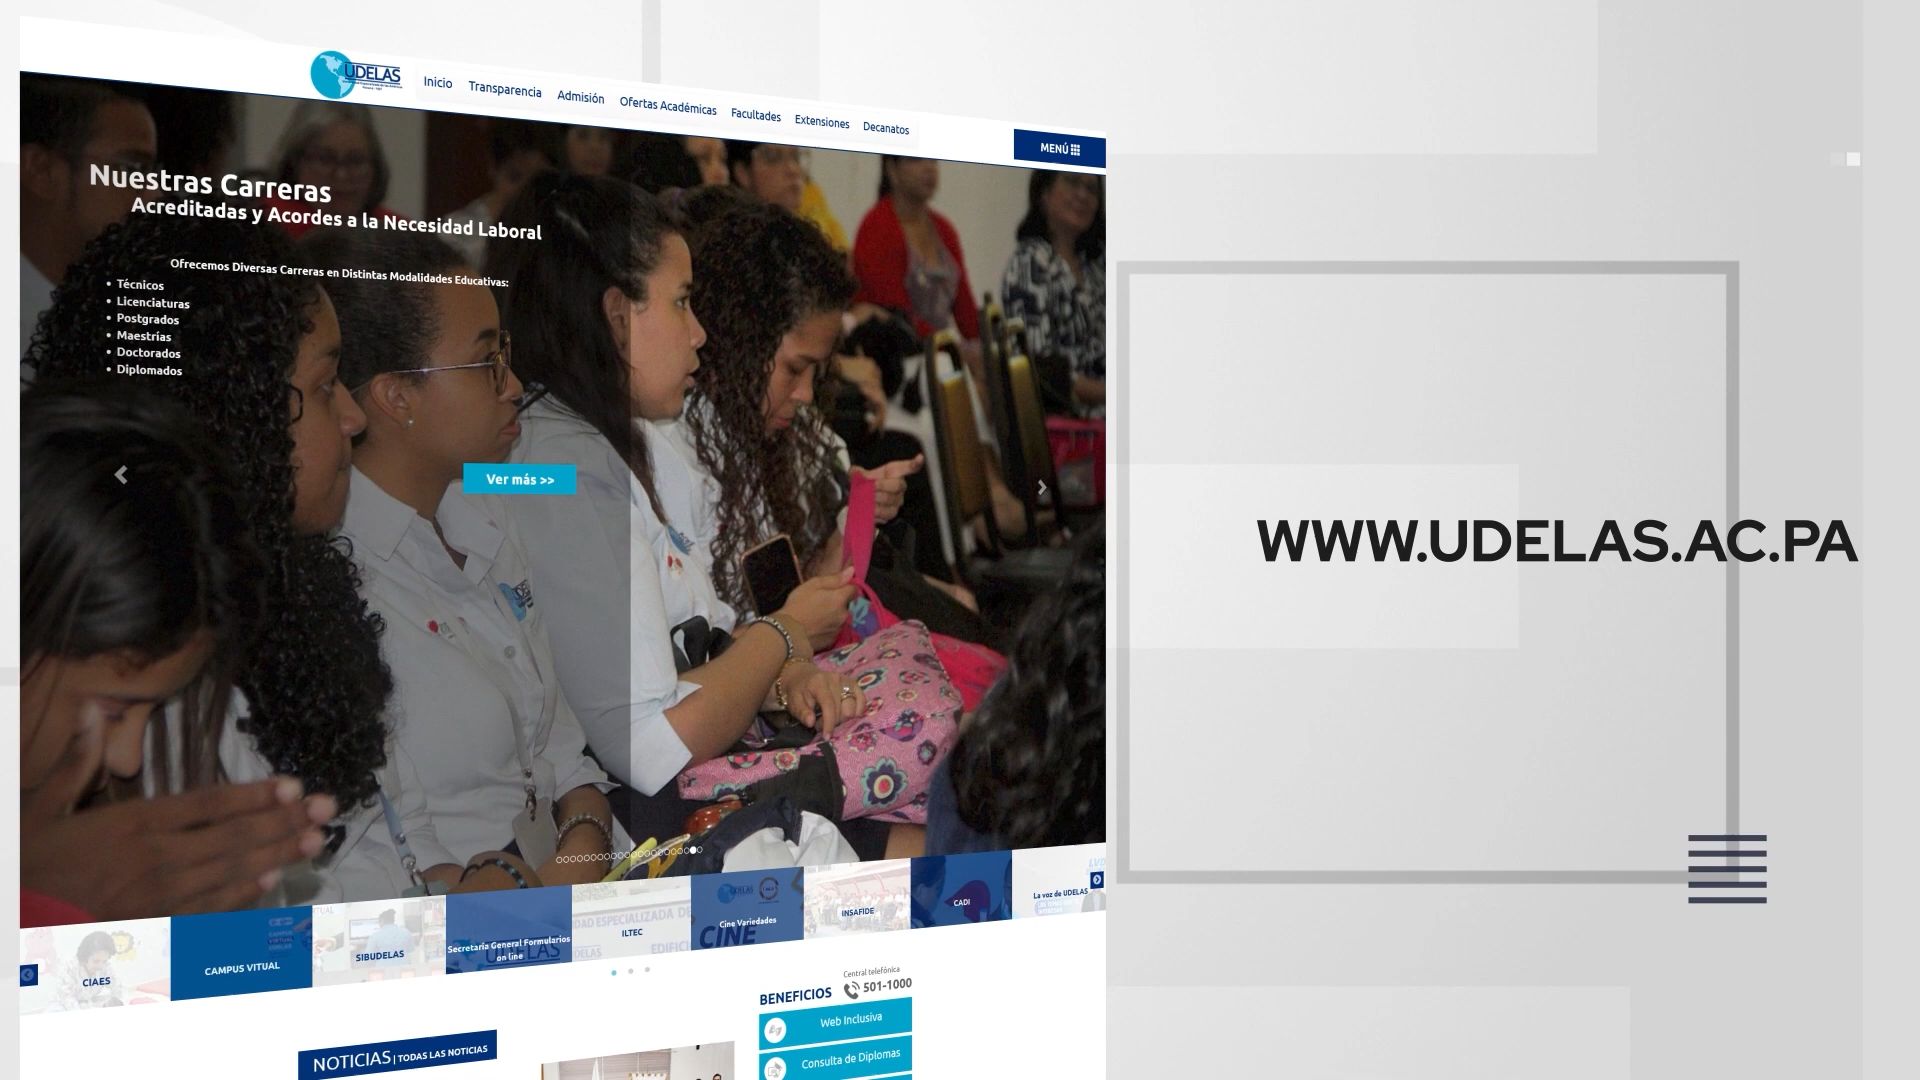 UDELAS
Inicio
Transparencia
Admisión
Ofertas Académicas
Facultades
Extensiones
Decanatos
MENÚ
Nuestras Carreras
Acreditadas y Acordes a la Necesidad Laboral
Ofrecemos Diversas Carreras en Distintas Modalidades Educativas:
• Técnicos
• Licenciaturas
• Postgrados
• Maestrías
• Doctorados
• Diplomados
Ver más >>
WWW.UDELAS.AC.PA
CIAES
CAMPUS VITUAL
SIBUDELAS
Secretaria General Formularios
on line
UDELAS
ILTEC
Cine Variedades
CINE
INSAFIDE
CADI
La voz de UDELAS
Central telefónica
BENEFICIOS
501-1000
Web Inclusiva
Consulta de Diplomas
NOTICIAS | TODAS LAS NOTICIAS